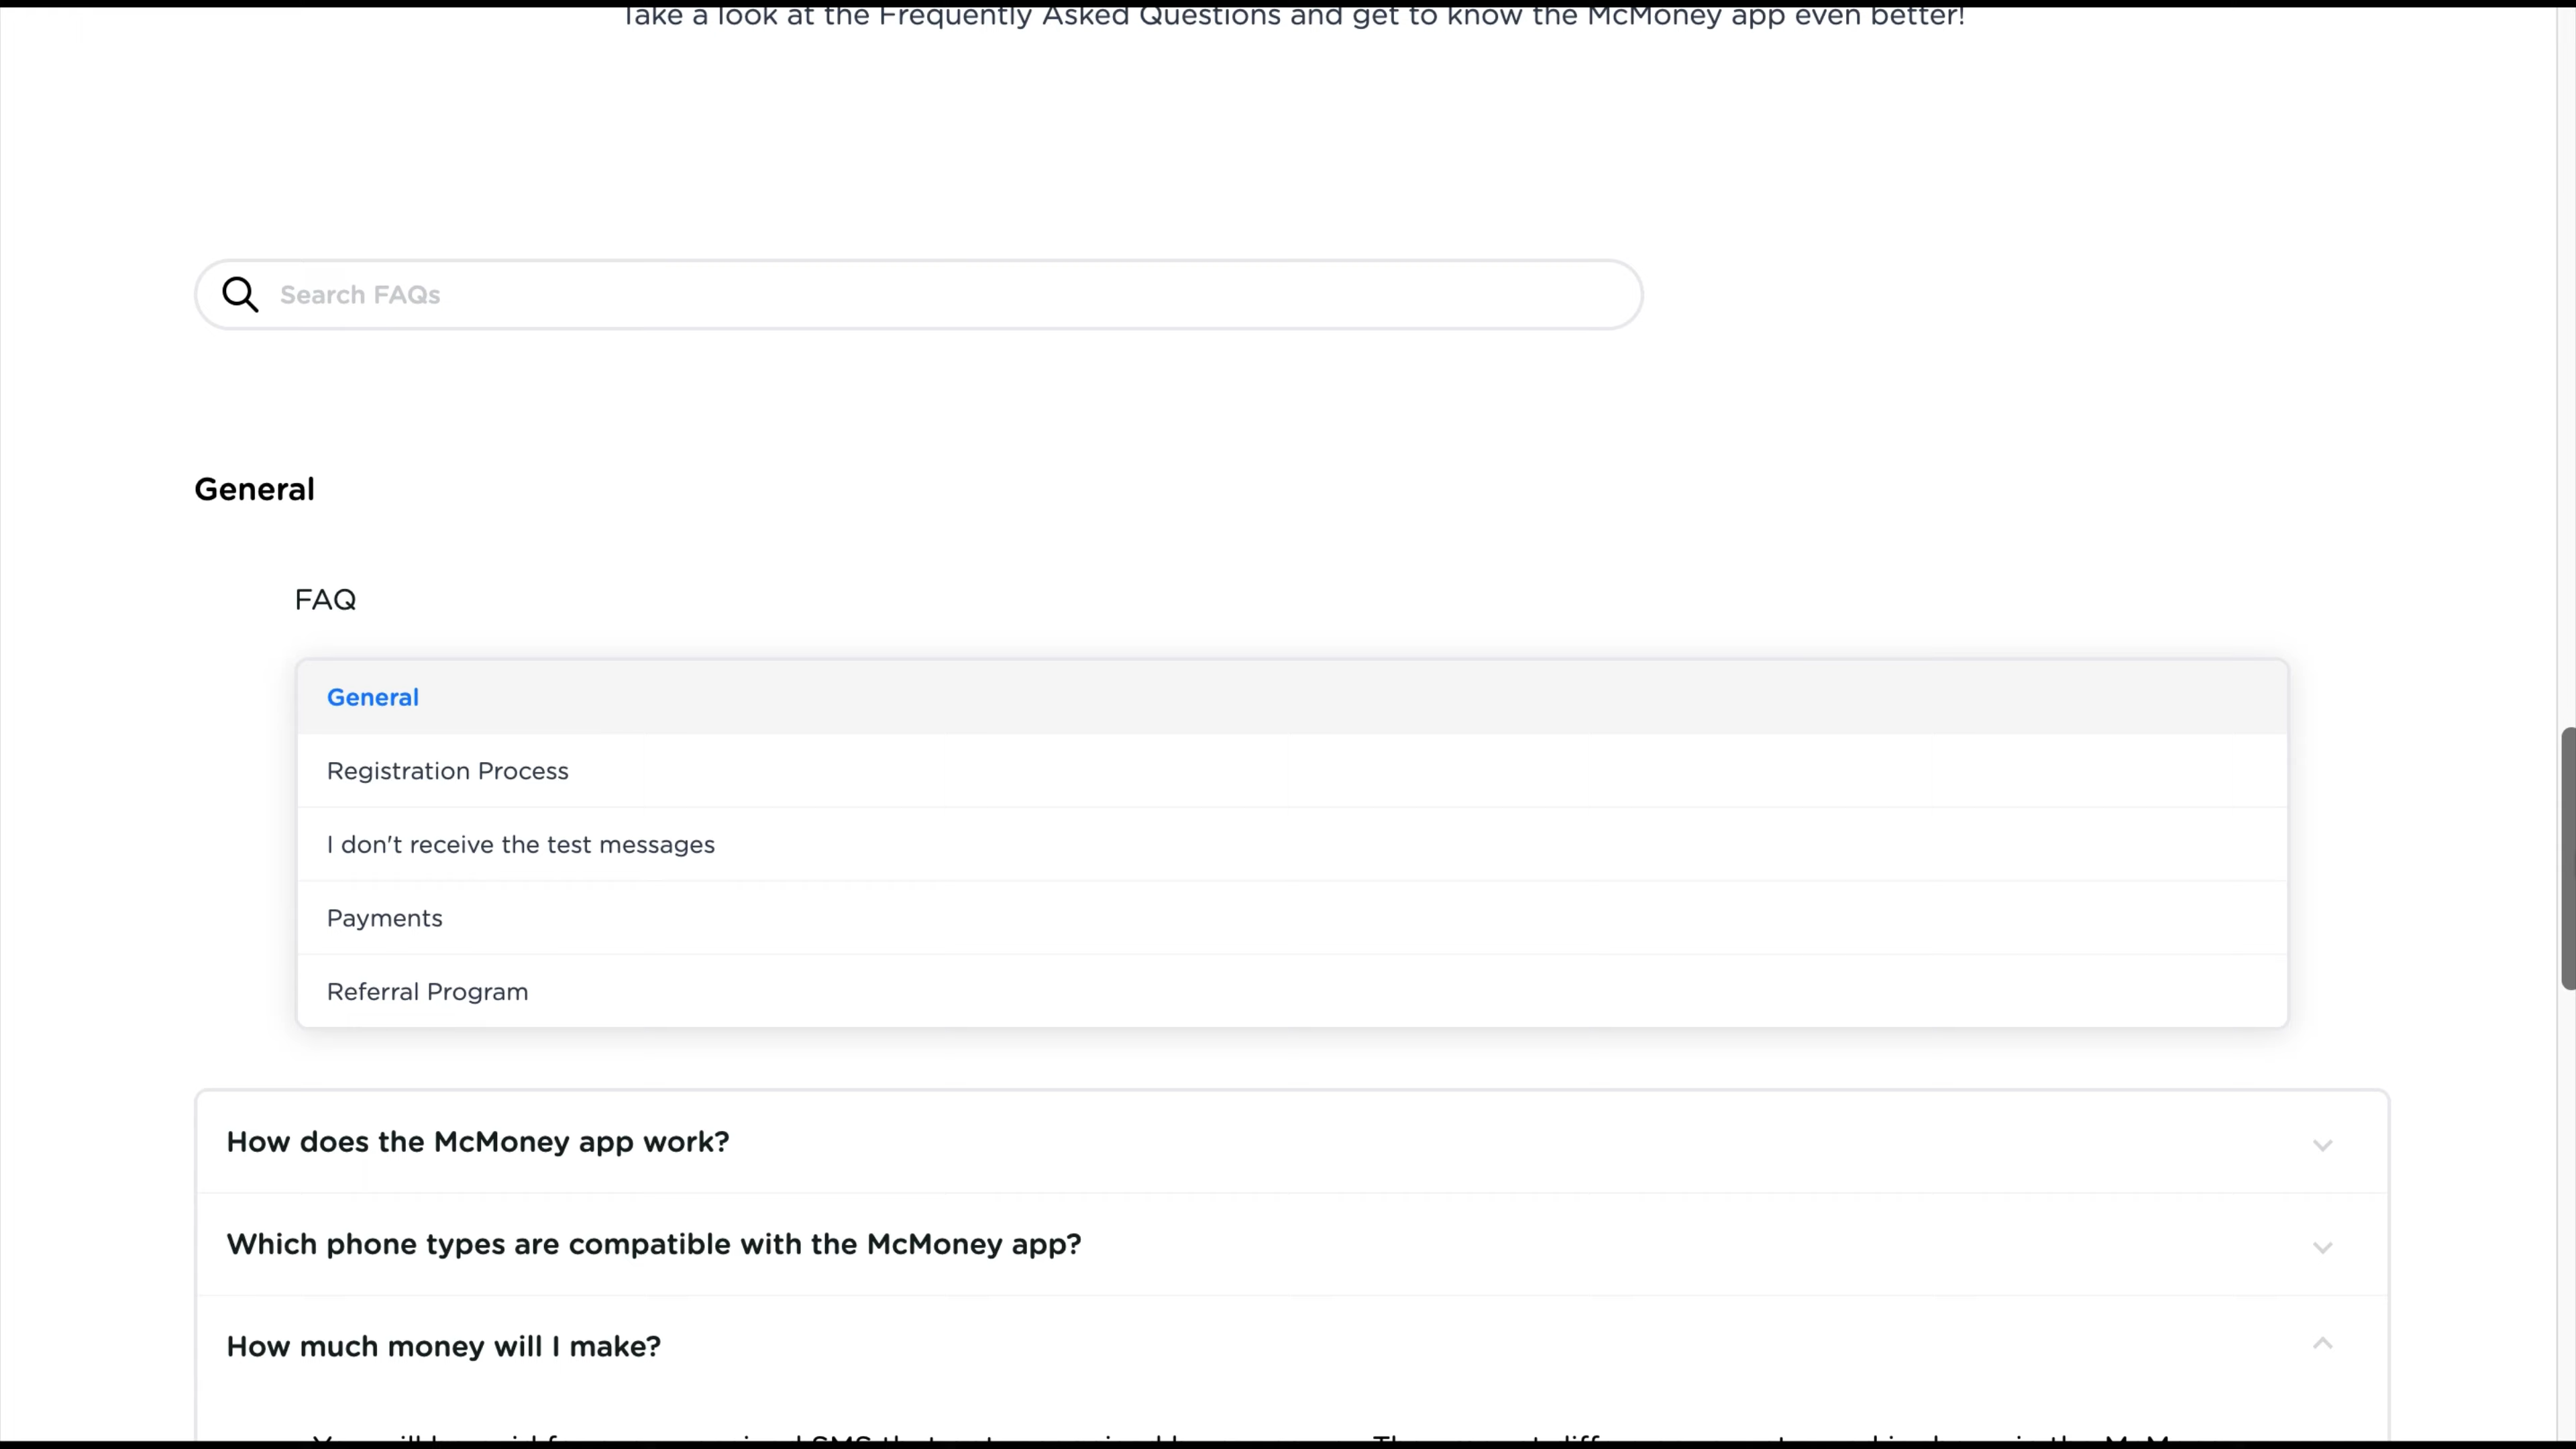 Take a look at the Frequently Asked Questions and get to know the McMoney app even better!
Search FAQs
General
FAQ
General
Registration Process
I don't receive the test messages
Payments
Referral Program
How does the McMoney app work?
Which phone types are compatible with the McMoney app?
How much money will I make?